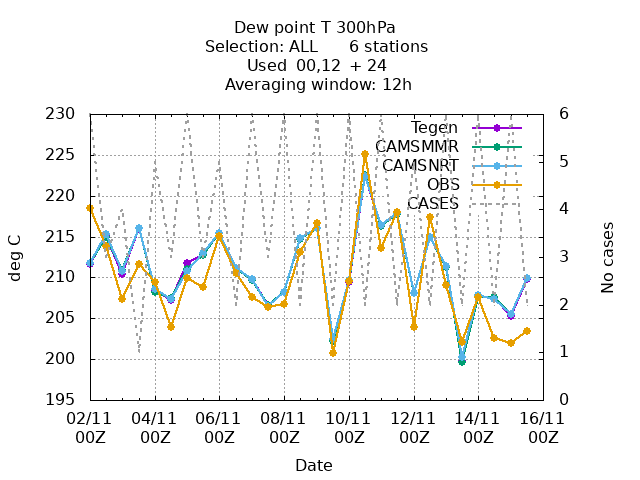 Dew point T 300hPa
Selection: ALL 6 stations
Used 00,12 + 24
Averaging window: 12h
230
225
220
215
210
205
200
195
deg C
6
5
4
3
2
1
0
No cases
Tegen
CAMSMMR
CAMSNRT
OBS
CASES
02/11 04/11 06/11 08/11 10/11 12/11 14/11 16/11
00Z 00Z 00Z 00Z 00Z 00Z 00Z 00Z
Date